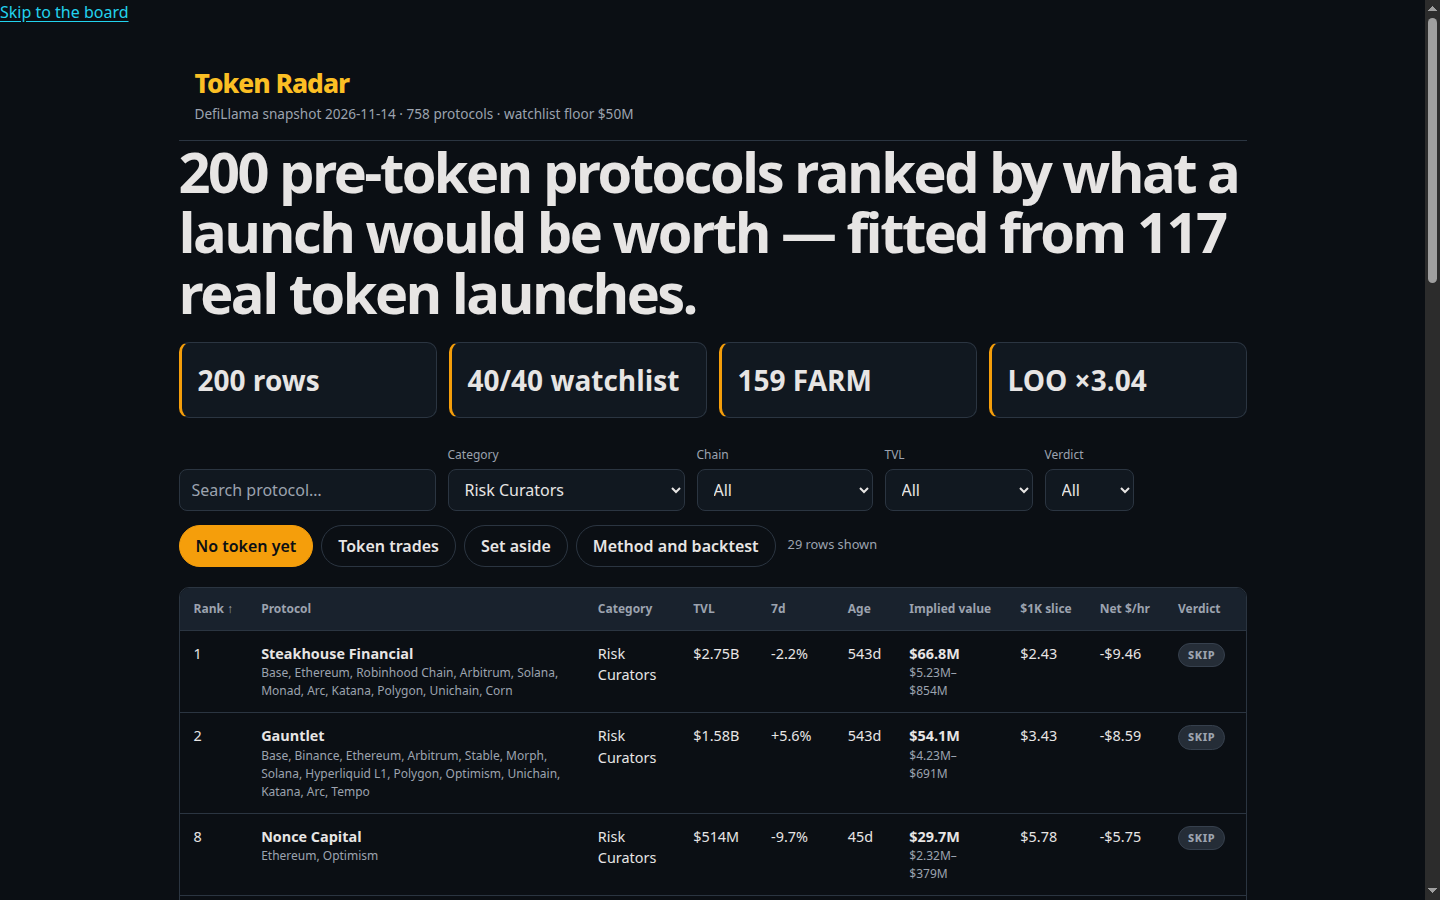 Skip to the board
Token Radar
DefiLlama snapshot 2026-11-14 · 758 protocols · watchlist floor $50M
200 pre-token protocols ranked by what a
launch would be worth — fitted from 117
real token launches.
200 rows
40/40 watchlist
159 FARM
LOO ×3.04
Category
Chain
TVL
Verdict
Search protocol...
Risk Curators
All
All
All
No token yet
Token trades
Set aside
Method and backtest
29 rows shown
Rank ↑ Protocol Category TVL 7d Age Implied value $1K slice Net $/hr Verdict
1 Steakhouse Financial Risk Curators $2.75B -2.2% 543d $66.8M $2.43 -$9.46 SKIP
Base, Ethereum, Robinhood Chain, Arbitrum, Solana, $5.23M–
Monad, Arc, Katana, Polygon, Unichain, Corn $854M
2 Gauntlet Risk Curators $1.58B +5.6% 543d $54.1M $3.43 -$8.59 SKIP
Base, Binance, Ethereum, Arbitrum, Stable, Morph, $4.23M–
Solana, Hyperliquid L1, Polygon, Optimism, Unichain, $691M
Katana, Arc, Tempo
8 Nonce Capital Risk Curators $514M -9.7% 45d $29.7M $5.78 -$5.75 SKIP
Ethereum, Optimism $2.32M–
$379M